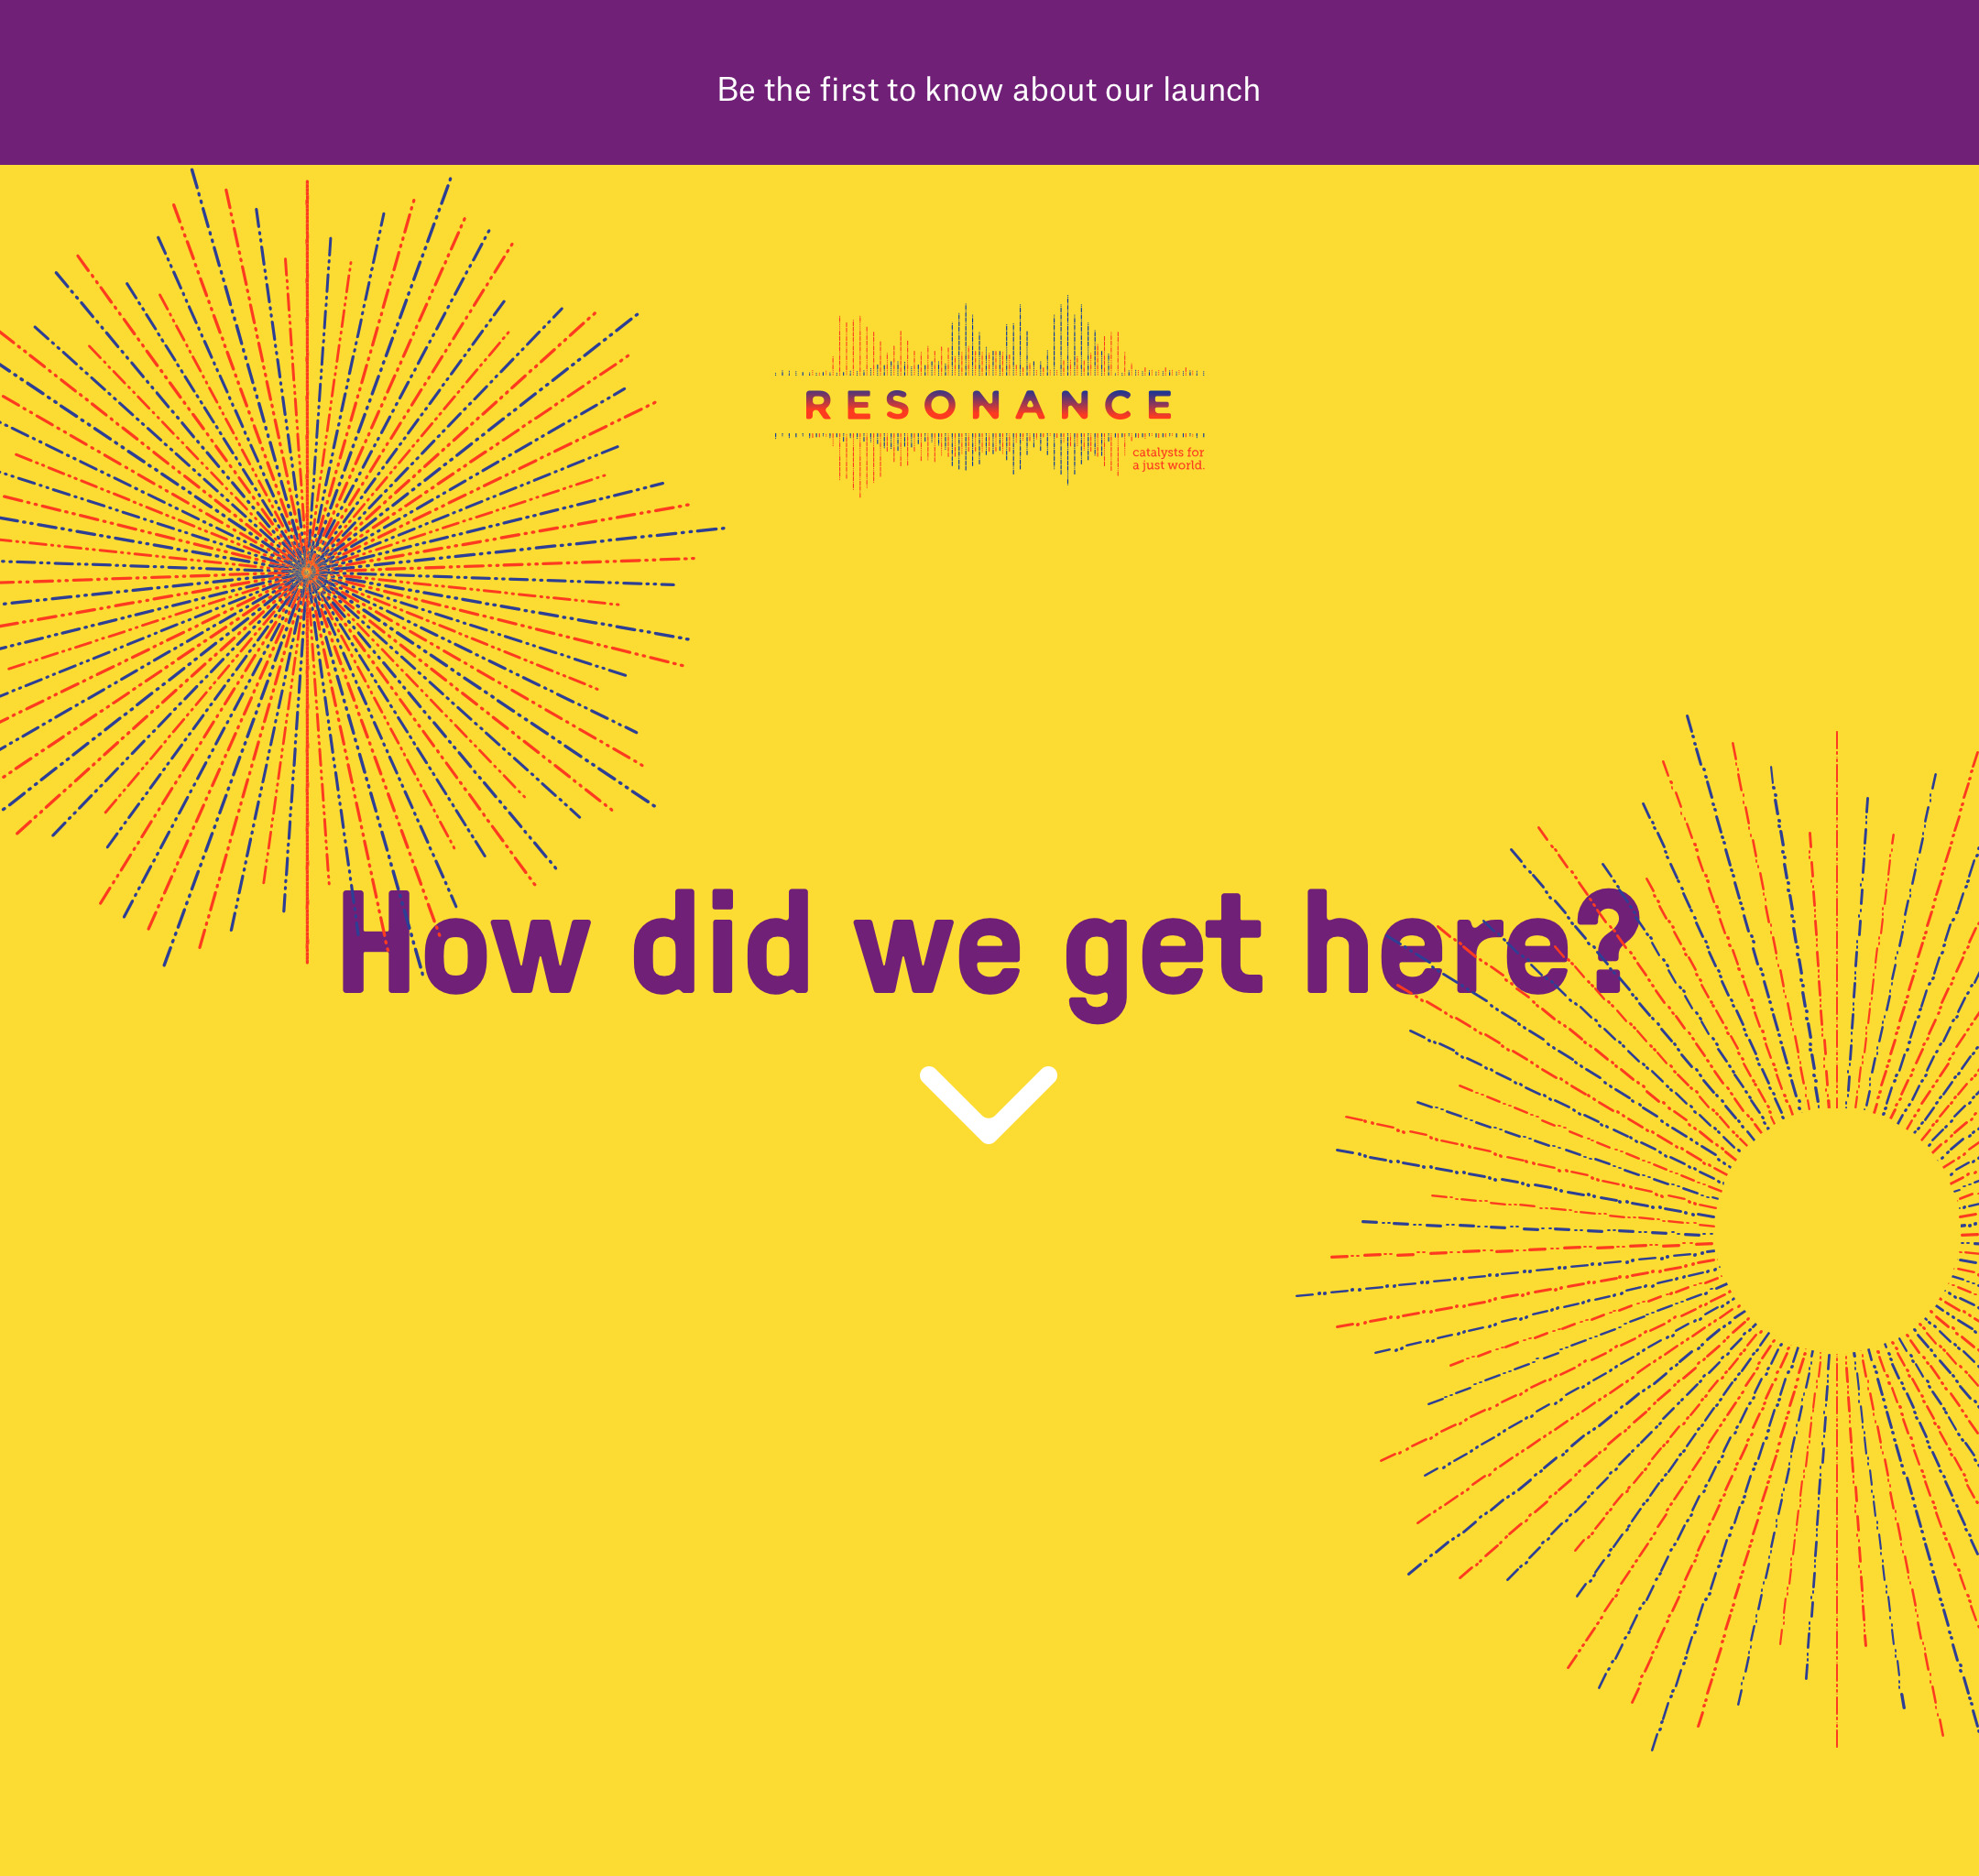 Be the first to know about our launch
RESONANCE
catalysts for
a just world.
How did we get here?